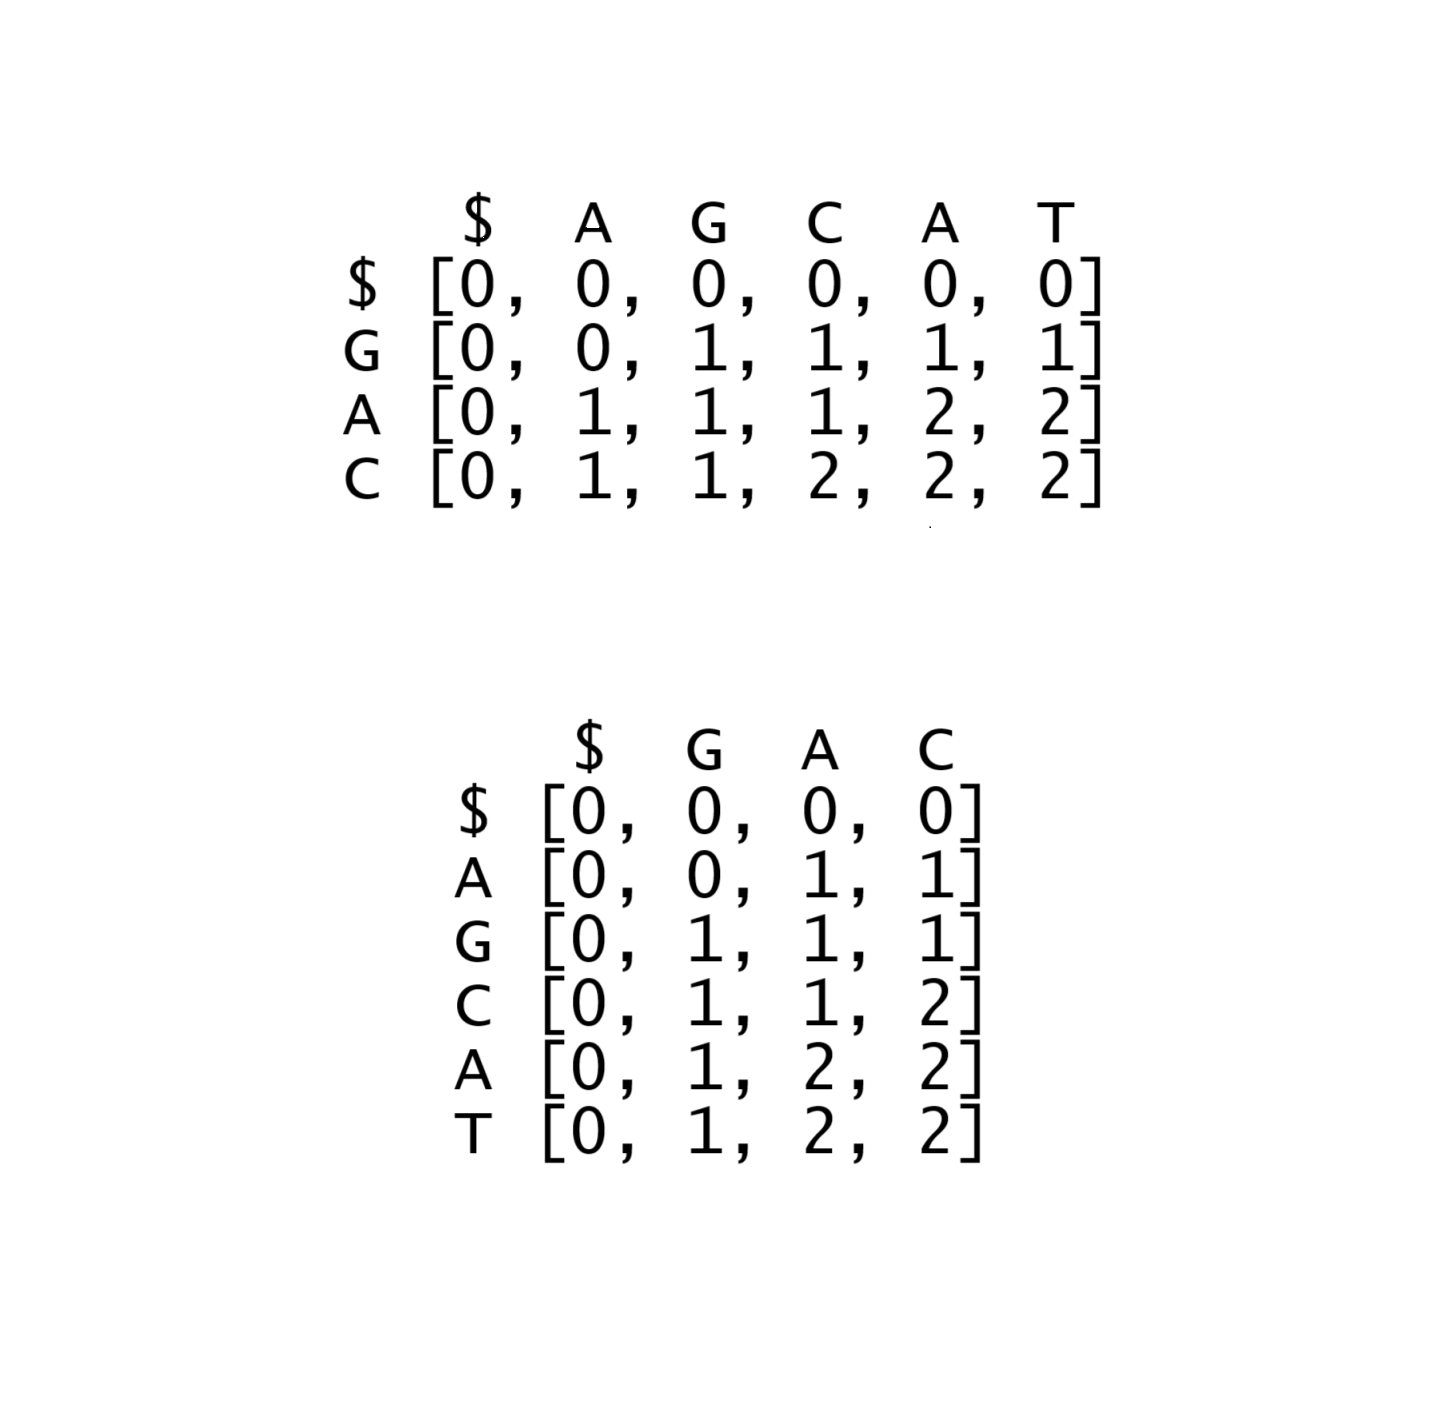 $ A G C A T
$ [0, 0, 0, 0, 0, 0]
G [0, 0, 1, 1, 1, 1]
A [0, 1, 1, 1, 2, 2]
C [0, 1, 1, 2, 2, 2]
$ G A C
$ [0, 0, 0, 0]
A [0, 0, 1, 1]
G [0, 1, 1, 1]
C [0, 1, 1, 2]
A [0, 1, 2, 2]
T [0, 1, 2, 2]